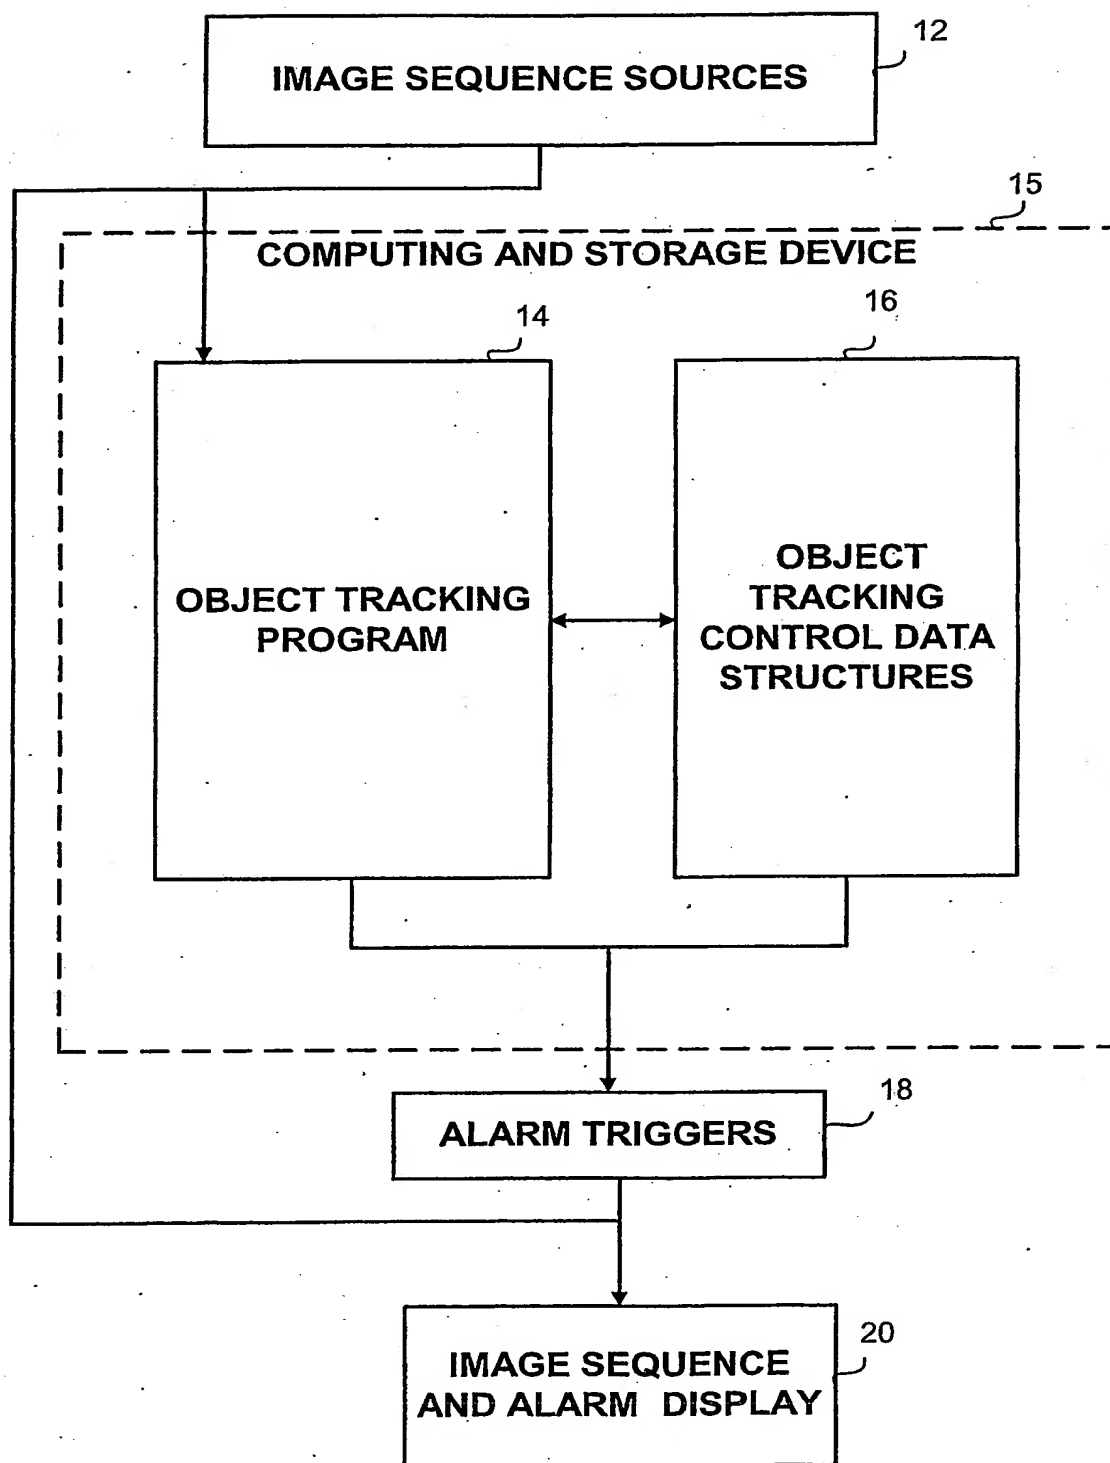 12
IMAGE SEQUENCE SOURCES
15
COMPUTING AND STORAGE DEVICE
14
16
OBJECT TRACKING
PROGRAM
OBJECT
TRACKING
CONTROL DATA
STRUCTURES
18
ALARM TRIGGERS
20
IMAGE SEQUENCE
AND ALARM DISPLAY